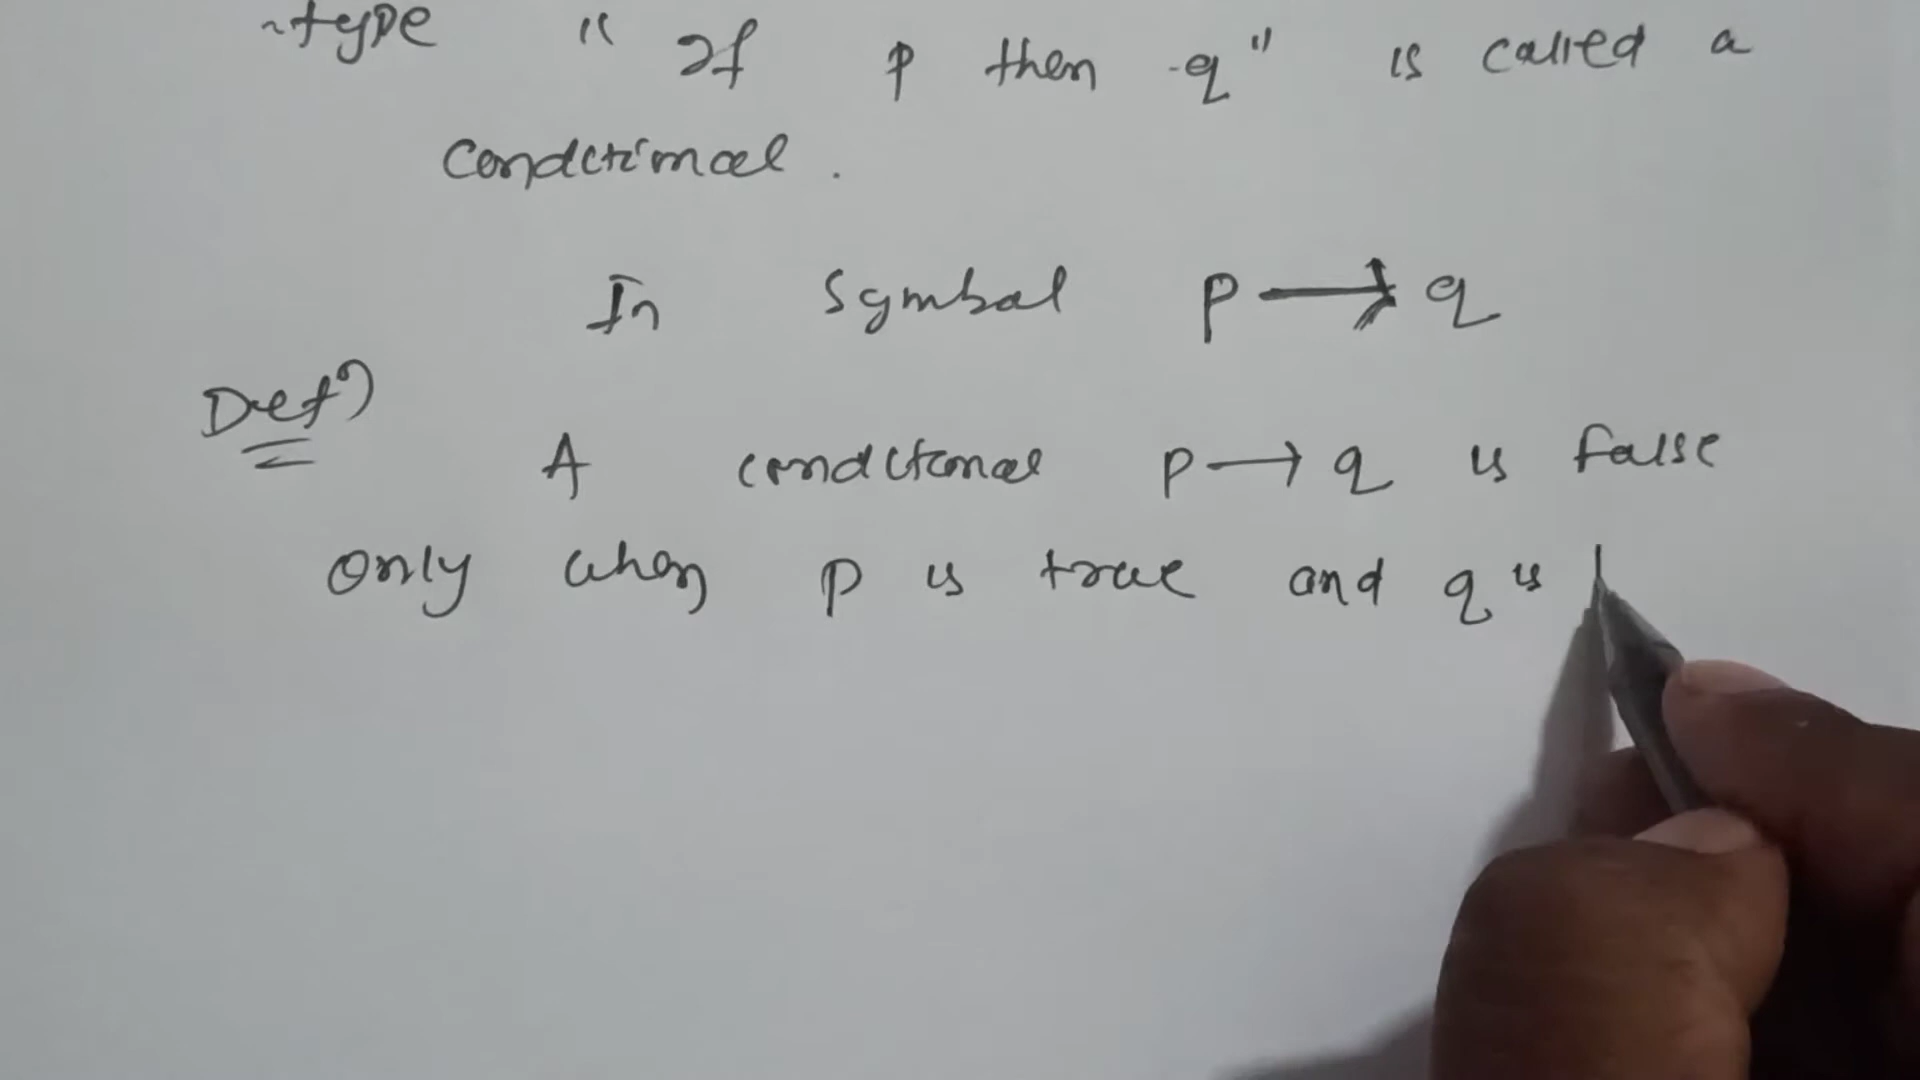 type " If p then q" is called a
conditional .
In Symbol p → q
Defn
A conditional p → q is false
only when p is true and q is